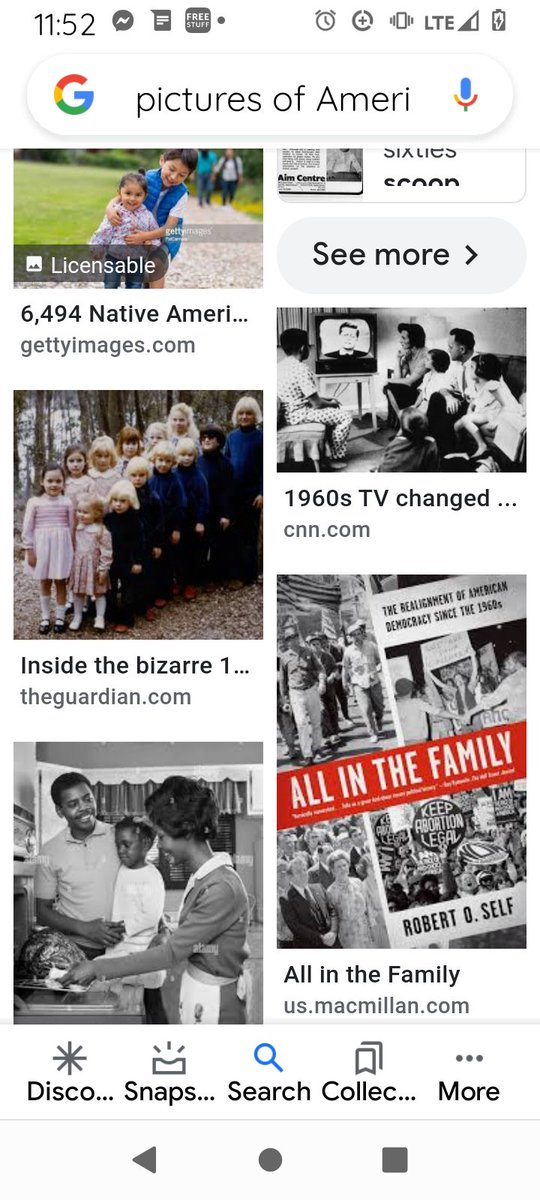 11:52
FREE
STUFF
LTE
pictures of Ameri
gettyimages
Licensable
6,494 Native Ameri...
gettyimages.com
Aim Centre
sixties
scoop
See more
1960s TV changed ...
cnn.com
Inside the bizarre 1...
theguardian.com
THE REALIGNMENT OF AMERICAN
DEMOCRACY SINCE THE 1960s
ALL IN THE FAMILY
KEEP
ABORTION
LEGAL
ROBERT O. SELF
All in the Family
us.macmillan.com
alamy
alamy
alamy
Disco...
Snaps...
Search
Collec...
More